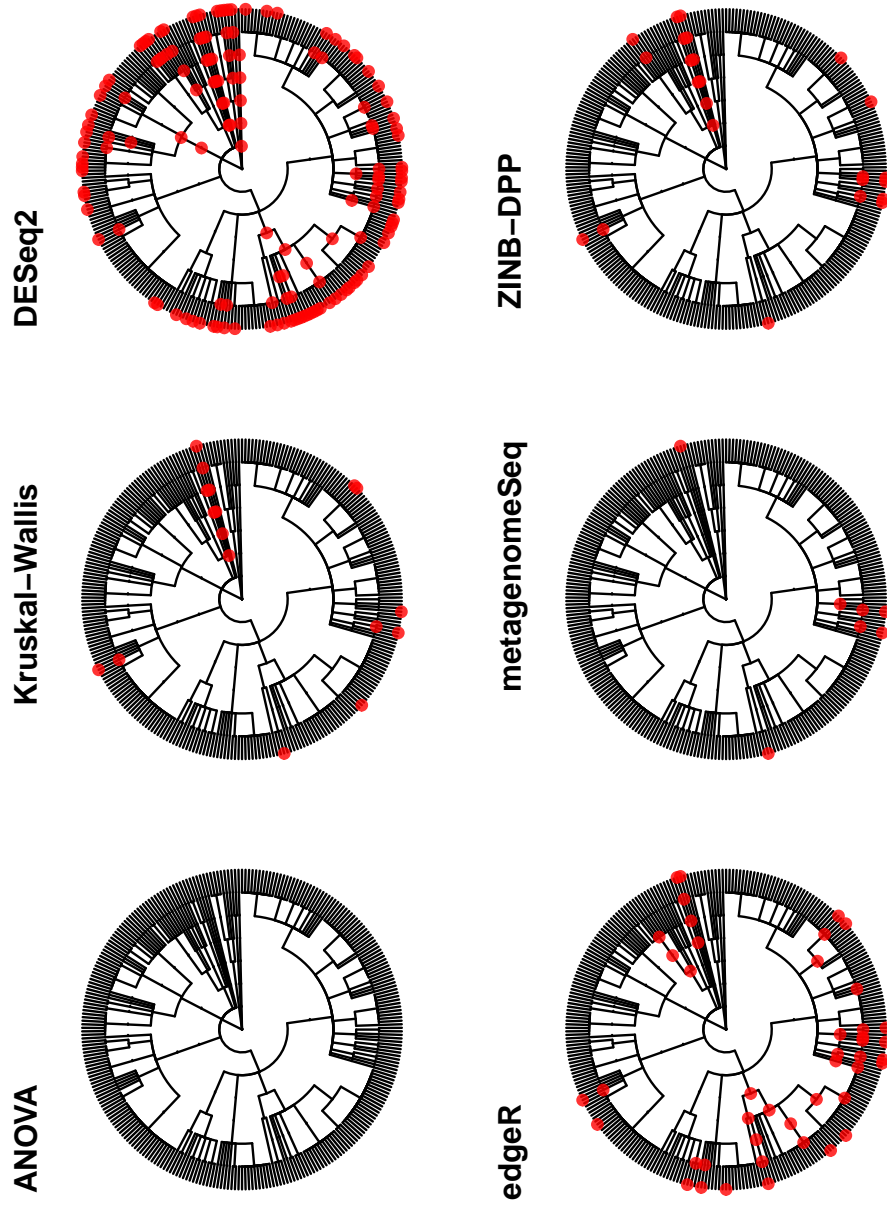 ANOVA
Kruskal−Wallis
DESeq2
edgeR
metagenomeSeq
ZINB−DPP